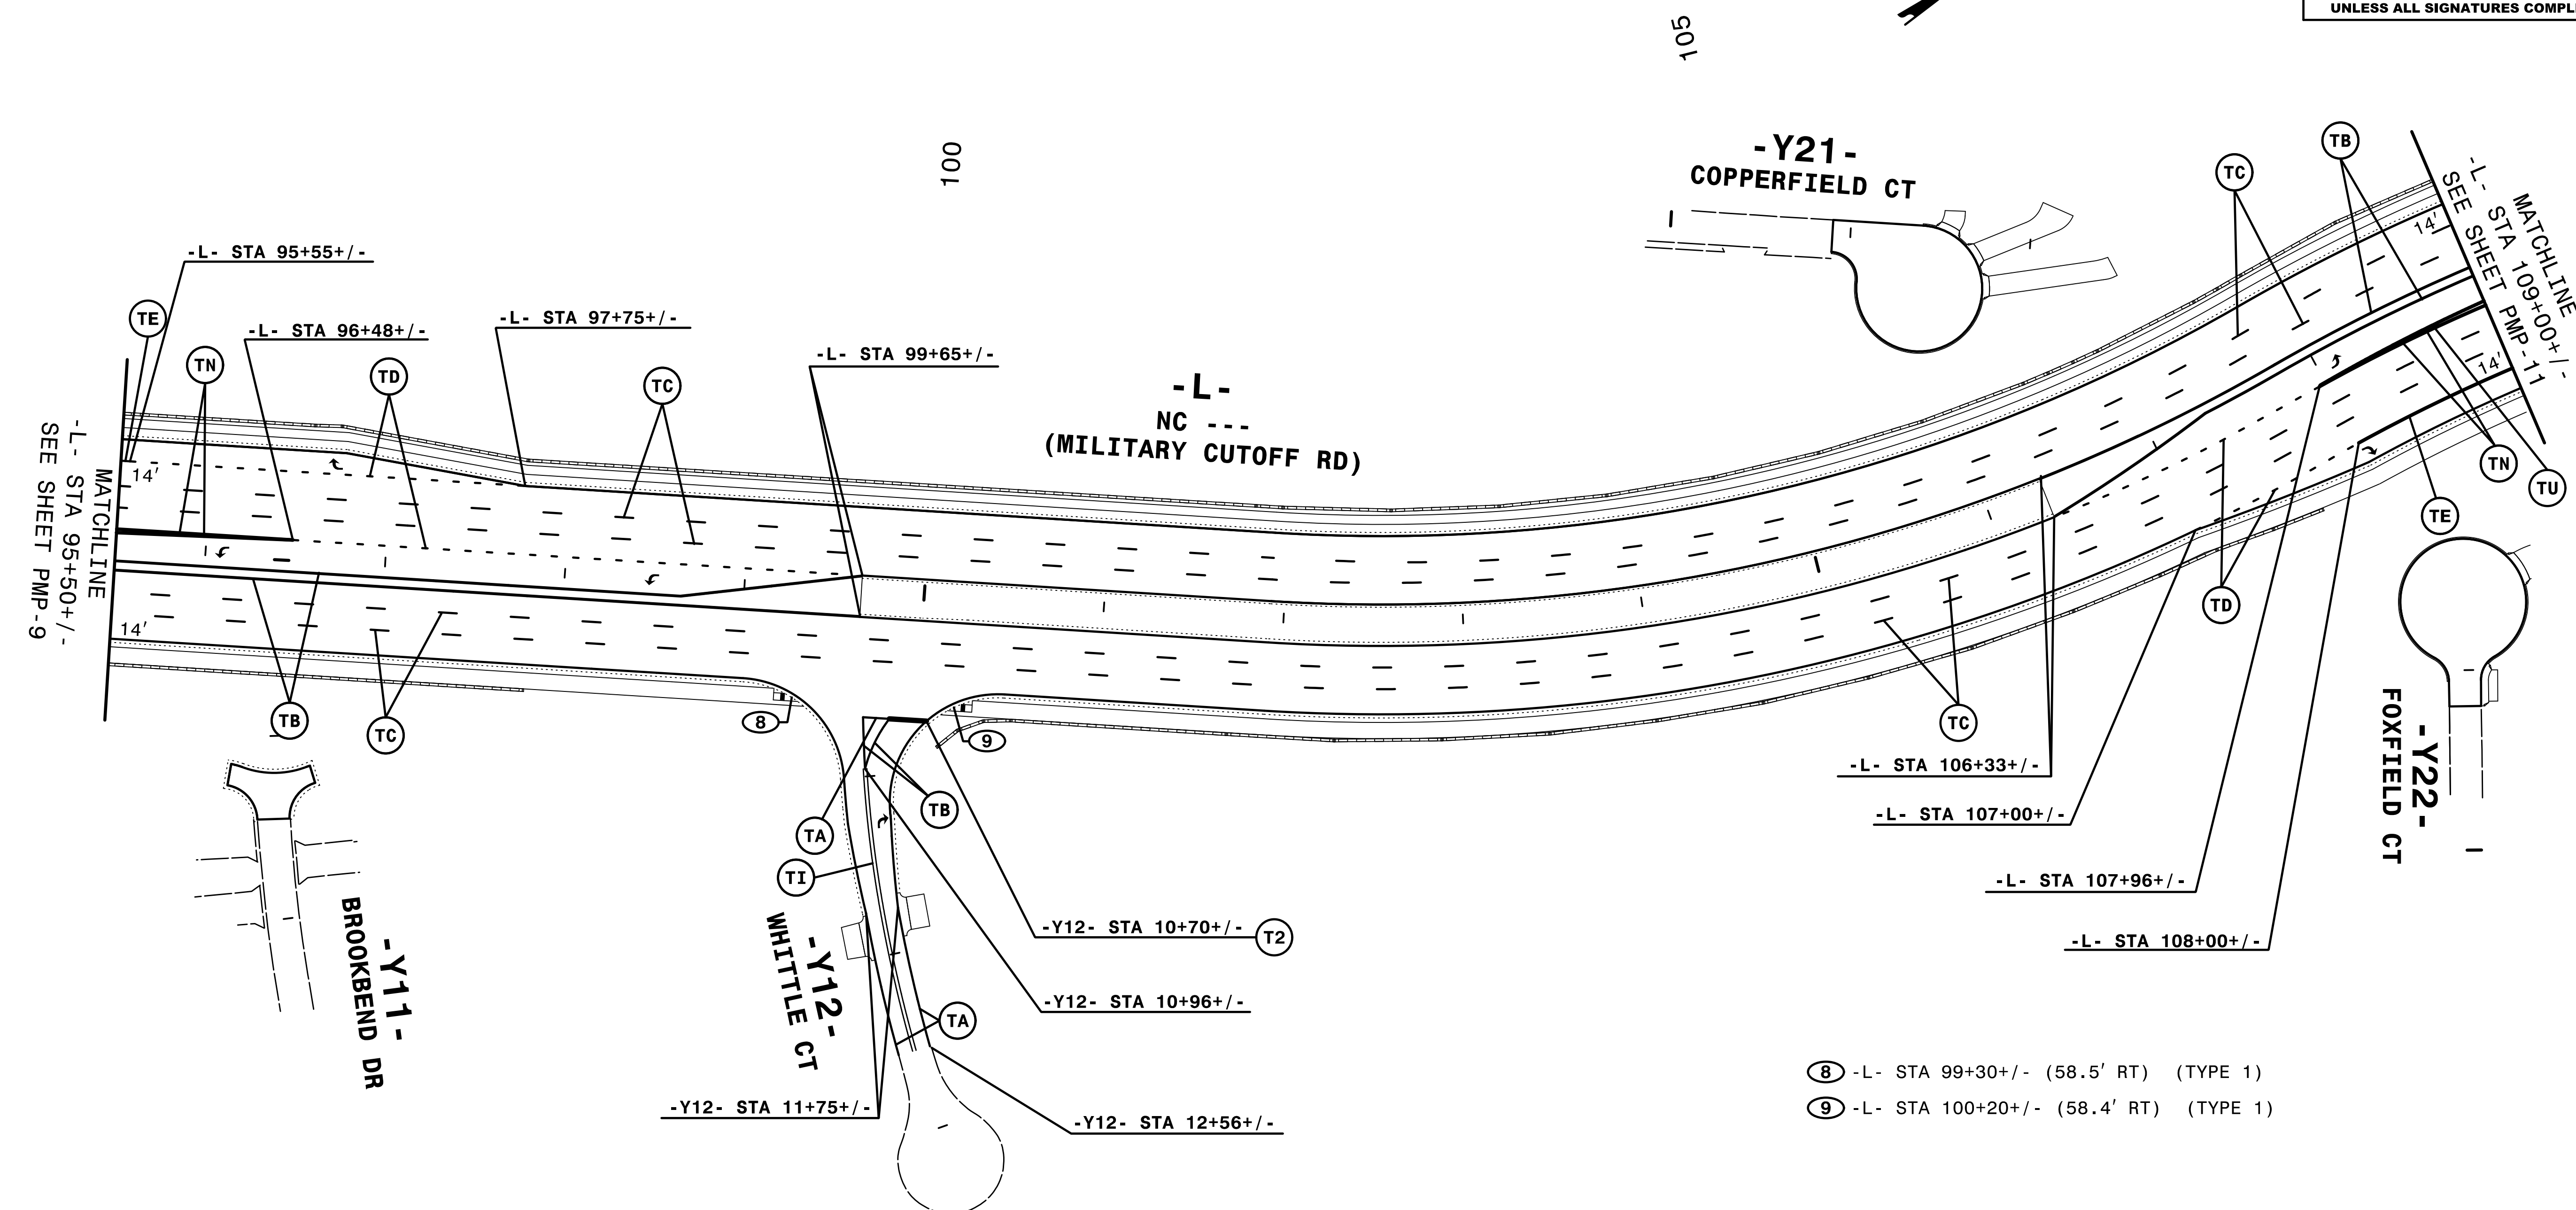 UNLESS ALL SIGNATURES COMPL
105
100
-Y21-
COPPERFIELD CT
TC
TB
MATCHLINE
-L- STA 109+00+/-
SEE SHEET PMP-11
14'
14'
-L- STA 95+55+/-
TE
TN
-L- STA 96+48+/-
TD
-L- STA 97+75+/-
TC
-L- STA 99+65+/-
-L-
NC ---
(MILITARY CUTOFF RD)
MATCHLINE
-L- STA 95+50+/-
SEE SHEET PMP-9
14'
14'
TN
TU
TE
TD
TB
TC
8
9
TC
-L- STA 106+33+/-
-L- STA 107+00+/-
-L- STA 107+96+/-
-L- STA 108+00+/-
-Y22-
FOXFIELD CT
TA
TB
TI
-Y12- STA 10+70+/-
T2
-Y12- STA 10+96+/-
-Y11-
BROOKBEND DR
-Y12-
WHITTLE CT
TA
-Y12- STA 11+75+/-
-Y12- STA 12+56+/-
8 -L- STA 99+30+/- (58.5' RT) (TYPE 1)
9 -L- STA 100+20+/- (58.4' RT) (TYPE 1)